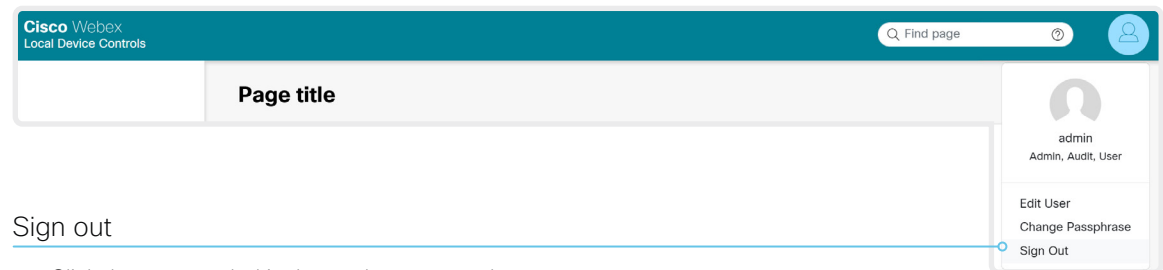 Cisco Webex
Local Device Controls
Find page
Page title
admin
Admin, Audit, User
Edit User
Change Passphrase
Sign Out
Sign out